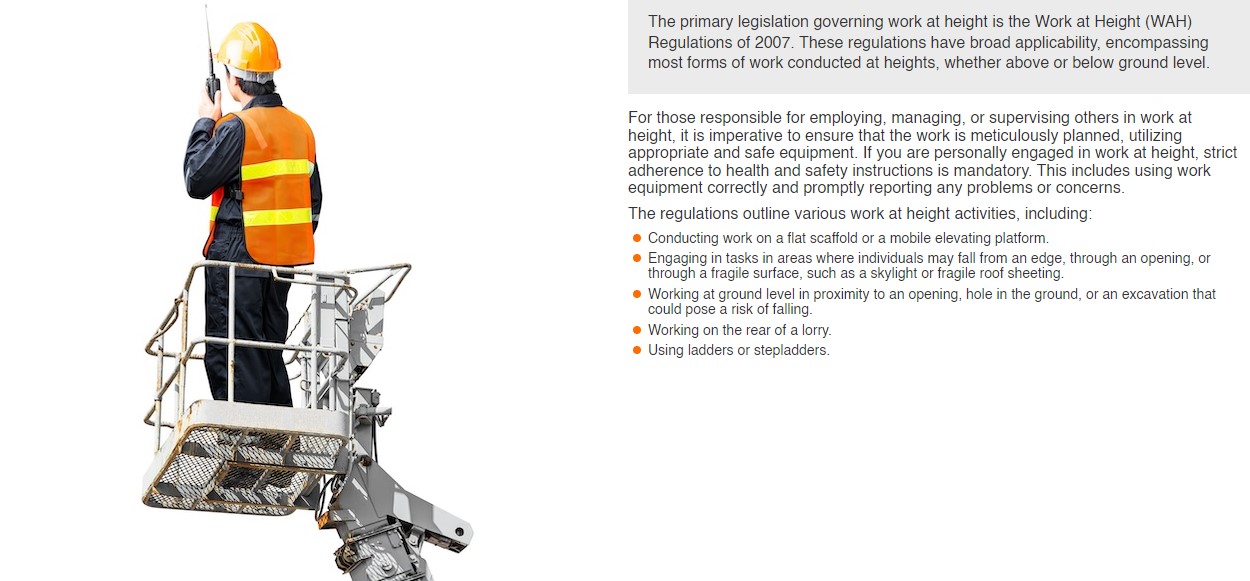 The primary legislation governing work at height is the Work at Height (WAH)
Regulations of 2007. These regulations have broad applicability, encompassing
most forms of work conducted at heights, whether above or below ground level.
For those responsible for employing, managing, or supervising others in work at
height, it is imperative to ensure that the work is meticulously planned, utilizing
appropriate and safe equipment. If you are personally engaged in work at height, strict
adherence to health and safety instructions is mandatory. This includes using work
equipment correctly and promptly reporting any problems or concerns.
The regulations outline various work at height activities, including:
Conducting work on a flat scaffold or a mobile elevating platform.
Engaging in tasks in areas where individuals may fall from an edge, through an opening, or
through a fragile surface, such as a skylight or fragile roof sheeting.
Working at ground level in proximity to an opening, hole in the ground, or an excavation that
could pose a risk of falling.
Working on the rear of a lorry.
Using ladders or stepladders.